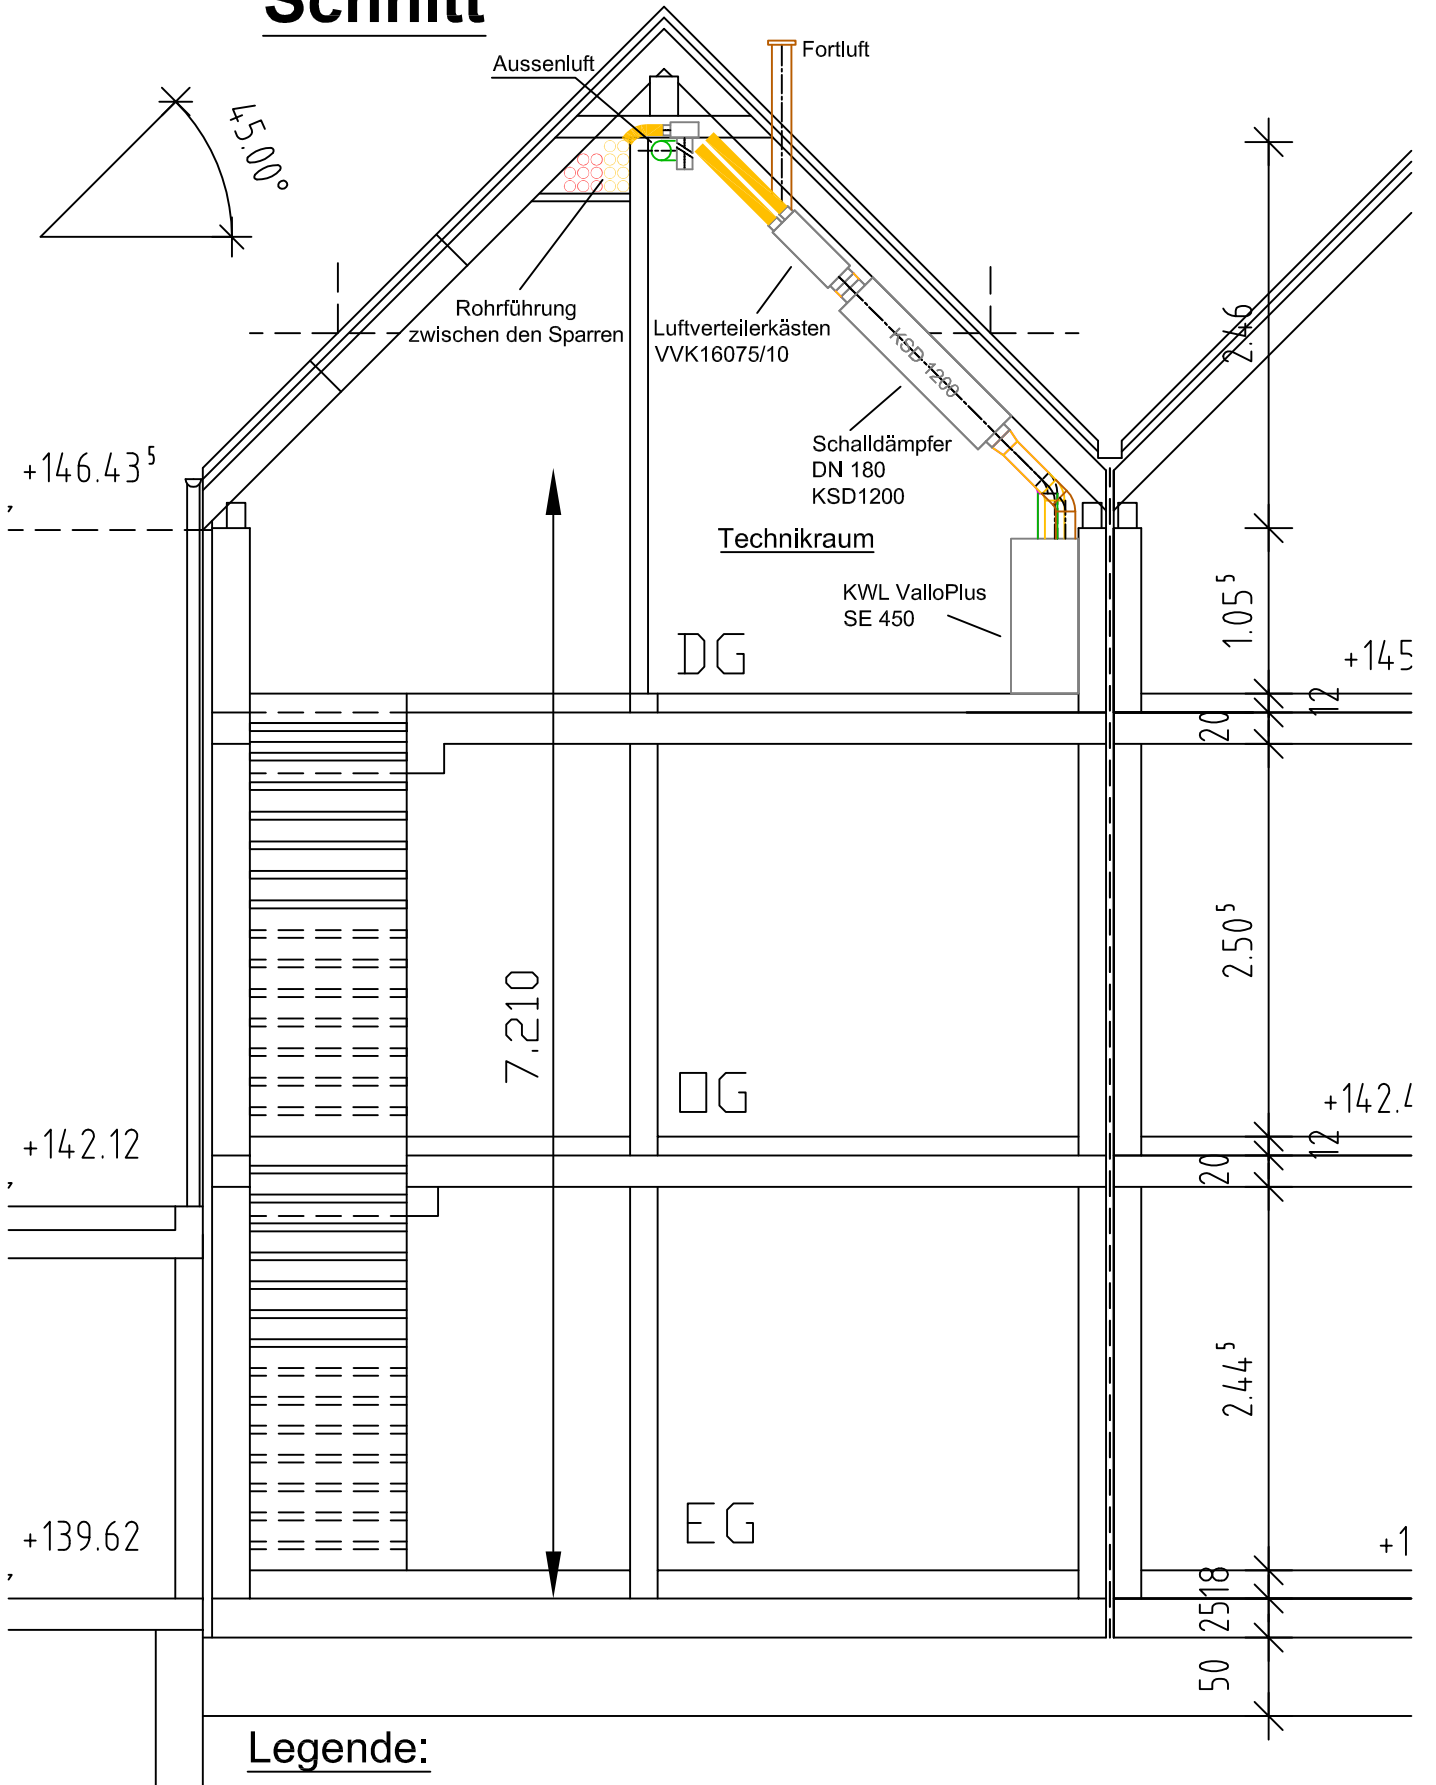 Schnitt
Aussenluft
Fortluft
45.00°
Rohrführung
zwischen den Sparren
Luftverteilerkästen
VVK16075/10
KSD 1200
2.46
Schalldämpfer
DN 180
KSD1200
+146.43⁵
Technikraum
KWL ValloPlus
SE 450
1.05⁵
DG
+145
12
20
2.50⁵
7.210
OG
+142.4
+142.12
12
20
2.44⁵
EG
+139.62
+1
18
25
50
Legende: